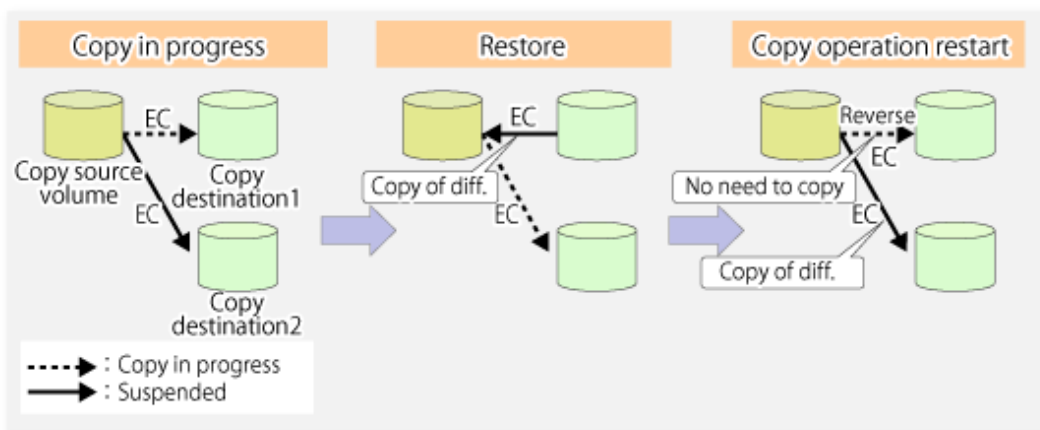 Copy in progress
Restore
Copy operation restart
EC
Copy source
volume
Copy
destination1
EC
Copy
destination2
EC
Copy of diff.
EC
Reverse
EC
No need to copy
EC
Copy of diff.
: Copy in progress
: Suspended